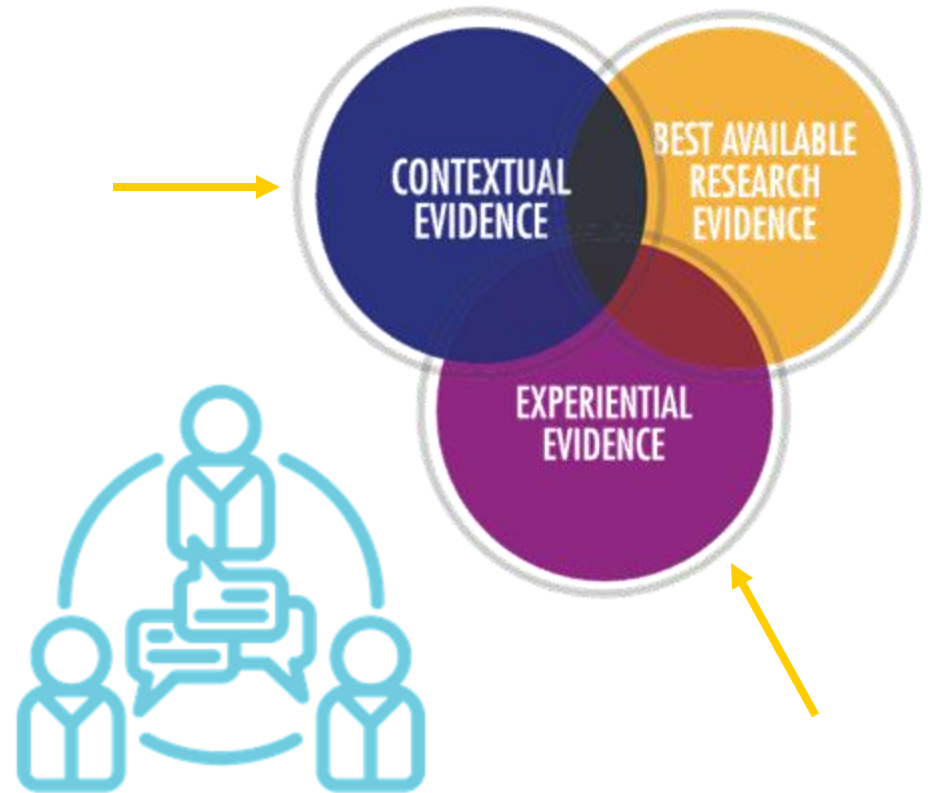 CONTEXTUAL
EVIDENCE
BEST AVAILABLE
RESEARCH
EVIDENCE
EXPERIENTIAL
EVIDENCE